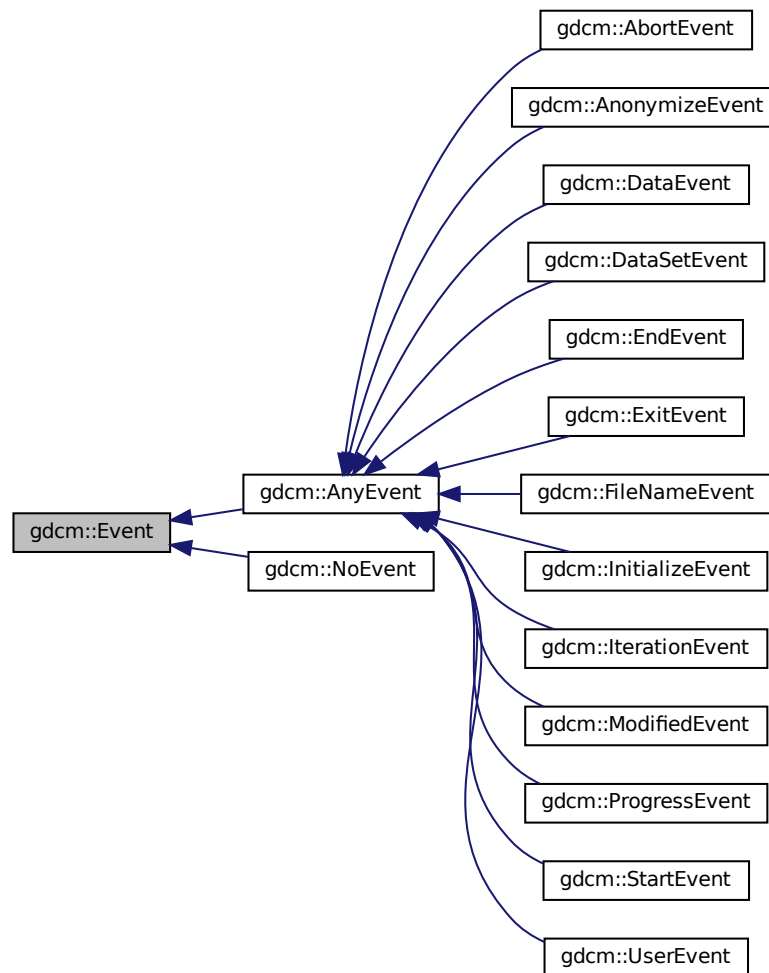 gdcm::AbortEvent
gdcm::AnonymizeEvent
gdcm::DataEvent
gdcm::DataSetEvent
gdcm::EndEvent
gdcm::ExitEvent
gdcm::AnyEvent
gdcm::FileNameEvent
gdcm::Event
gdcm::NoEvent
gdcm::InitializeEvent
gdcm::IterationEvent
gdcm::ModifiedEvent
gdcm::ProgressEvent
gdcm::StartEvent
gdcm::UserEvent